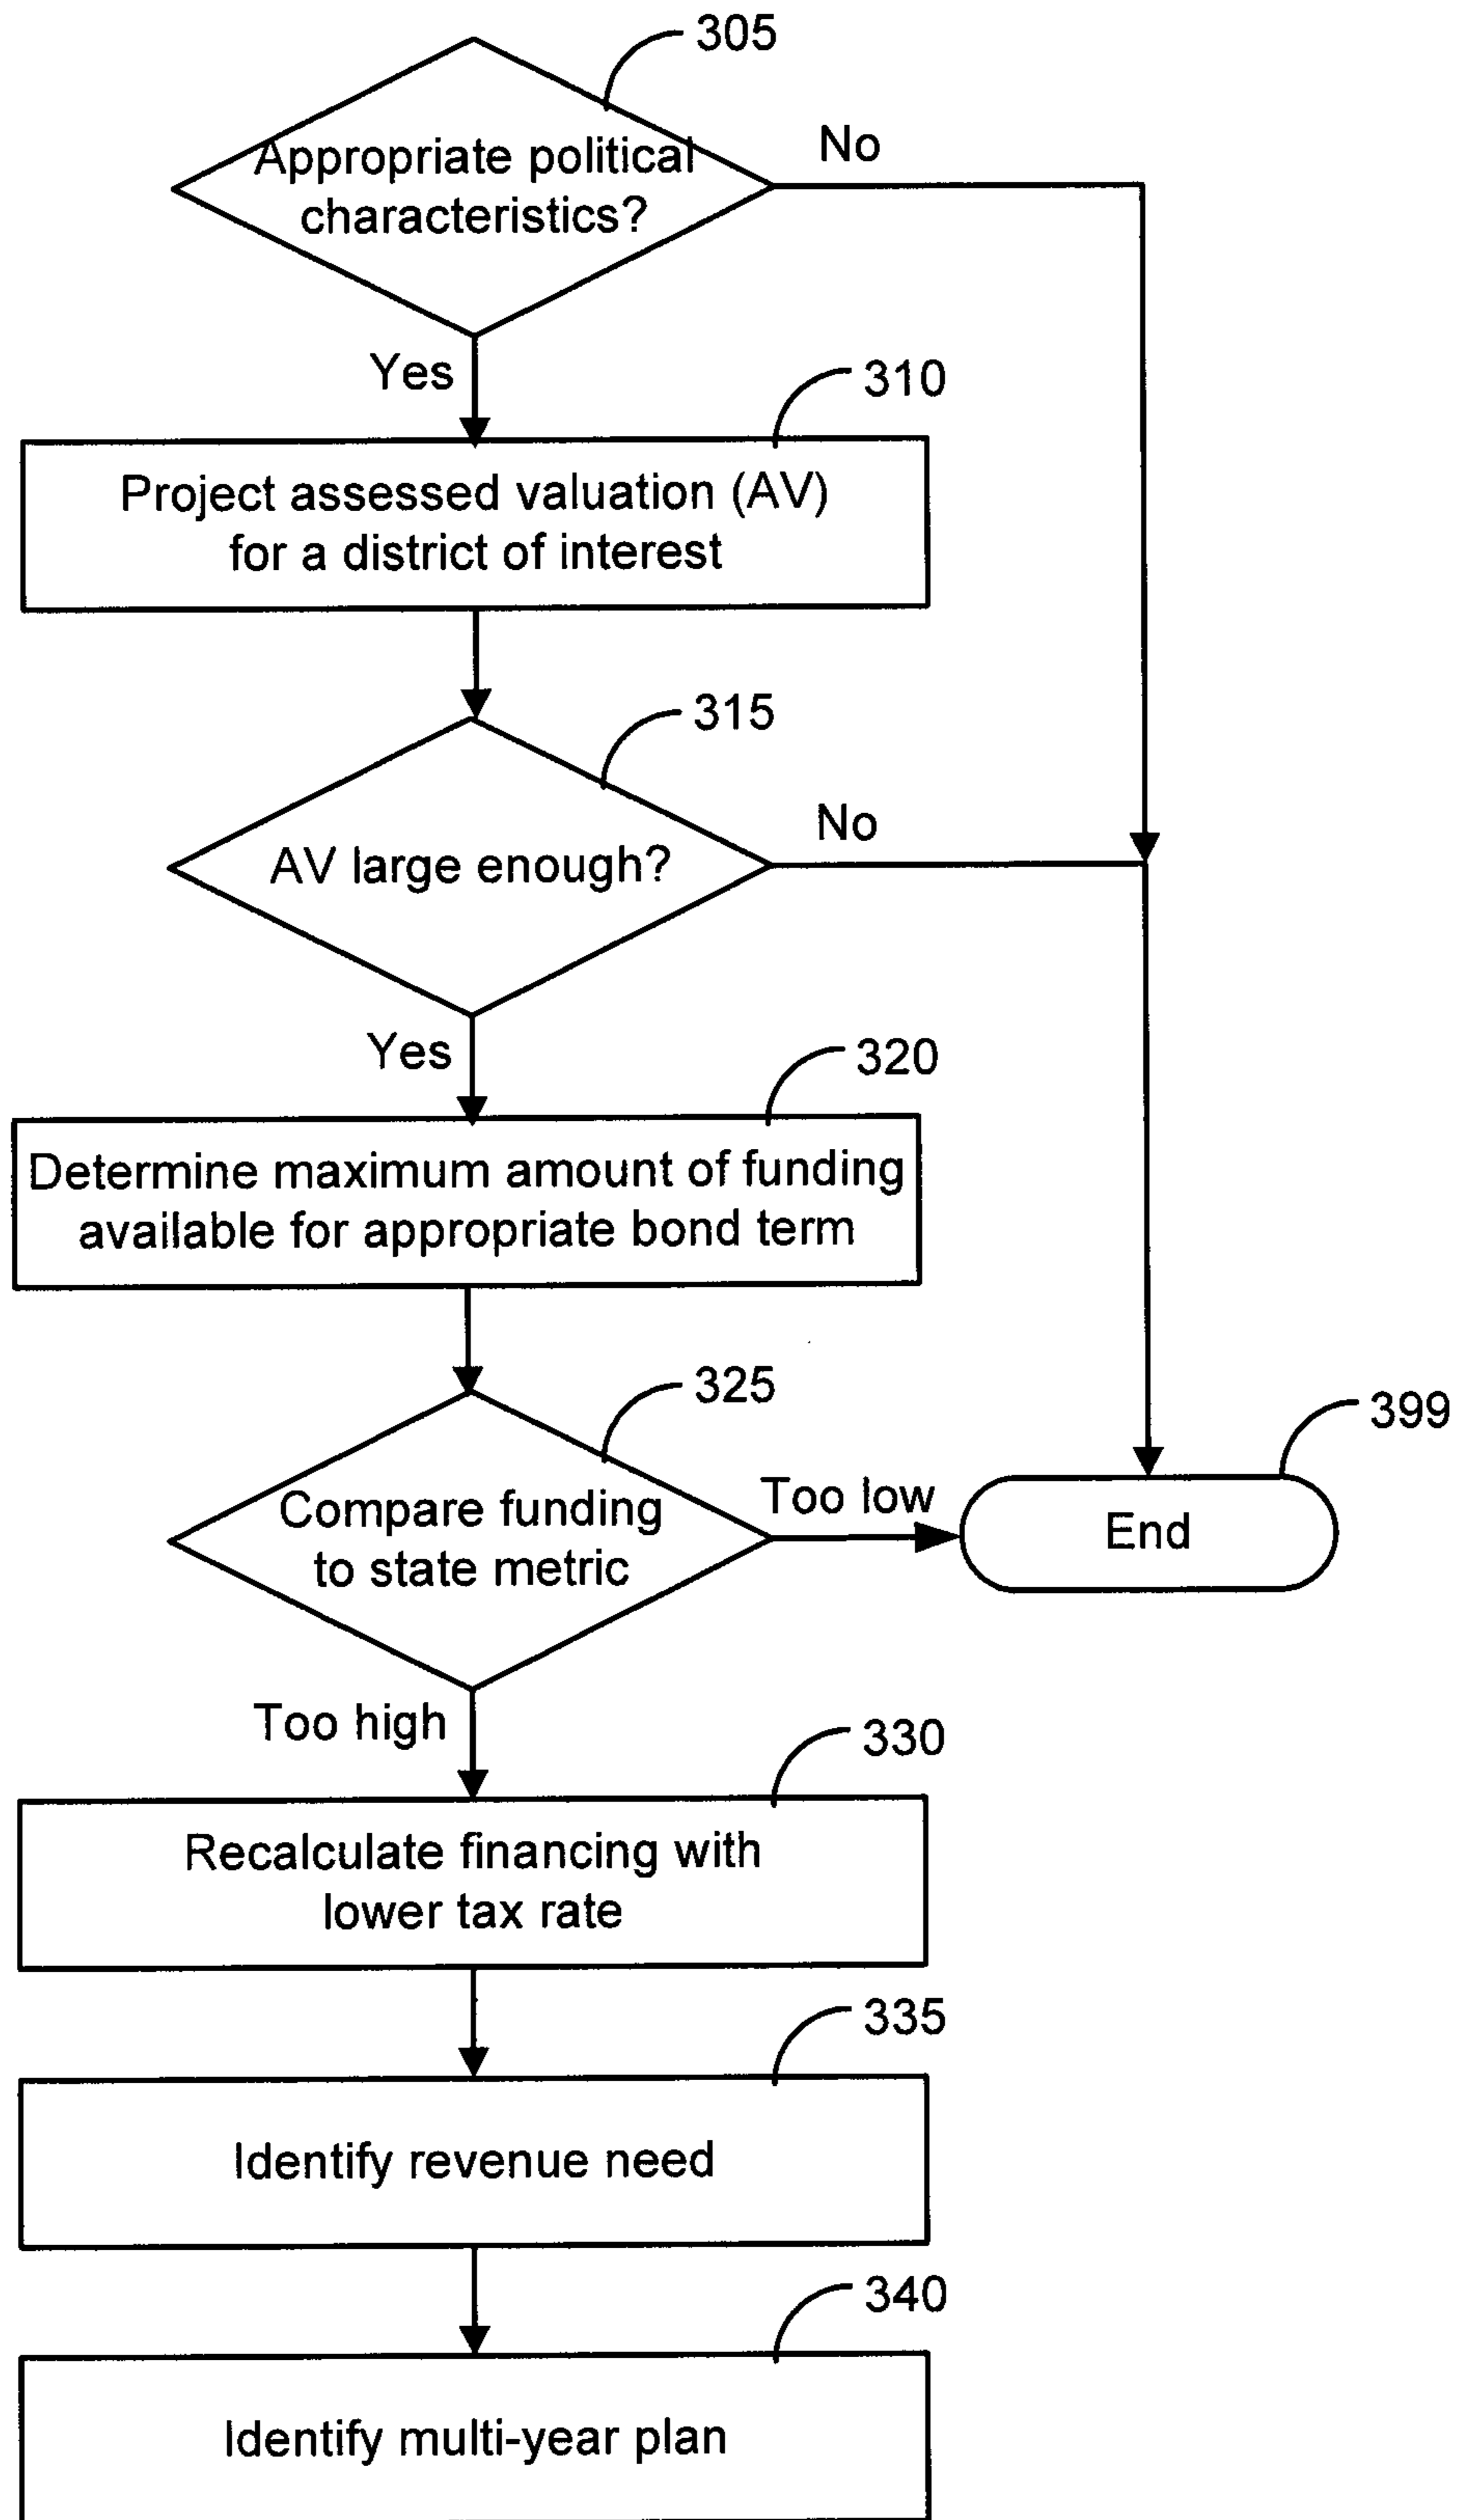 305
Appropriate political
characteristics?
No
Yes
310
Project assessed valuation (AV)
for a district of interest
315
AV large enough?
No
Yes
320
Determine maximum amount of funding
available for appropriate bond term
325
Compare funding
to state metric
Too low
399
End
Too high
330
Recalculate financing with
lower tax rate
335
Identify revenue need
340
Identify multi-year plan